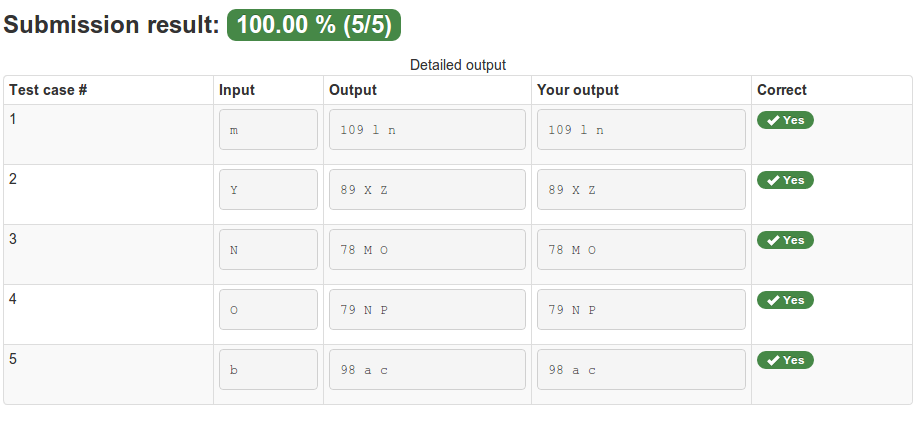 Submission result: 100.00 % (5/5)
Detailed output
Test case # Input Output Your output Correct
1 m 109 l n 109 l n Yes
2 Y 89 X Z 89 X Z Yes
3 N 78 M O 78 M O Yes
4 O 79 N P 79 N P Yes
5 b 98 a c 98 a c Yes